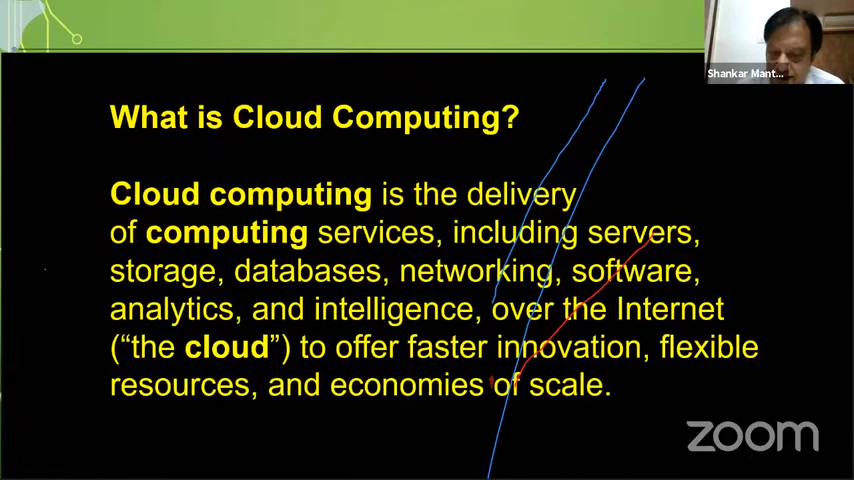 Shankar Mant...
What is Cloud Computing?
Cloud computing is the delivery
of computing services, including servers,
storage, databases, networking, software,
analytics, and intelligence, over the Internet
(“the cloud”) to offer faster innovation, flexible
resources, and economies of scale.
zoom